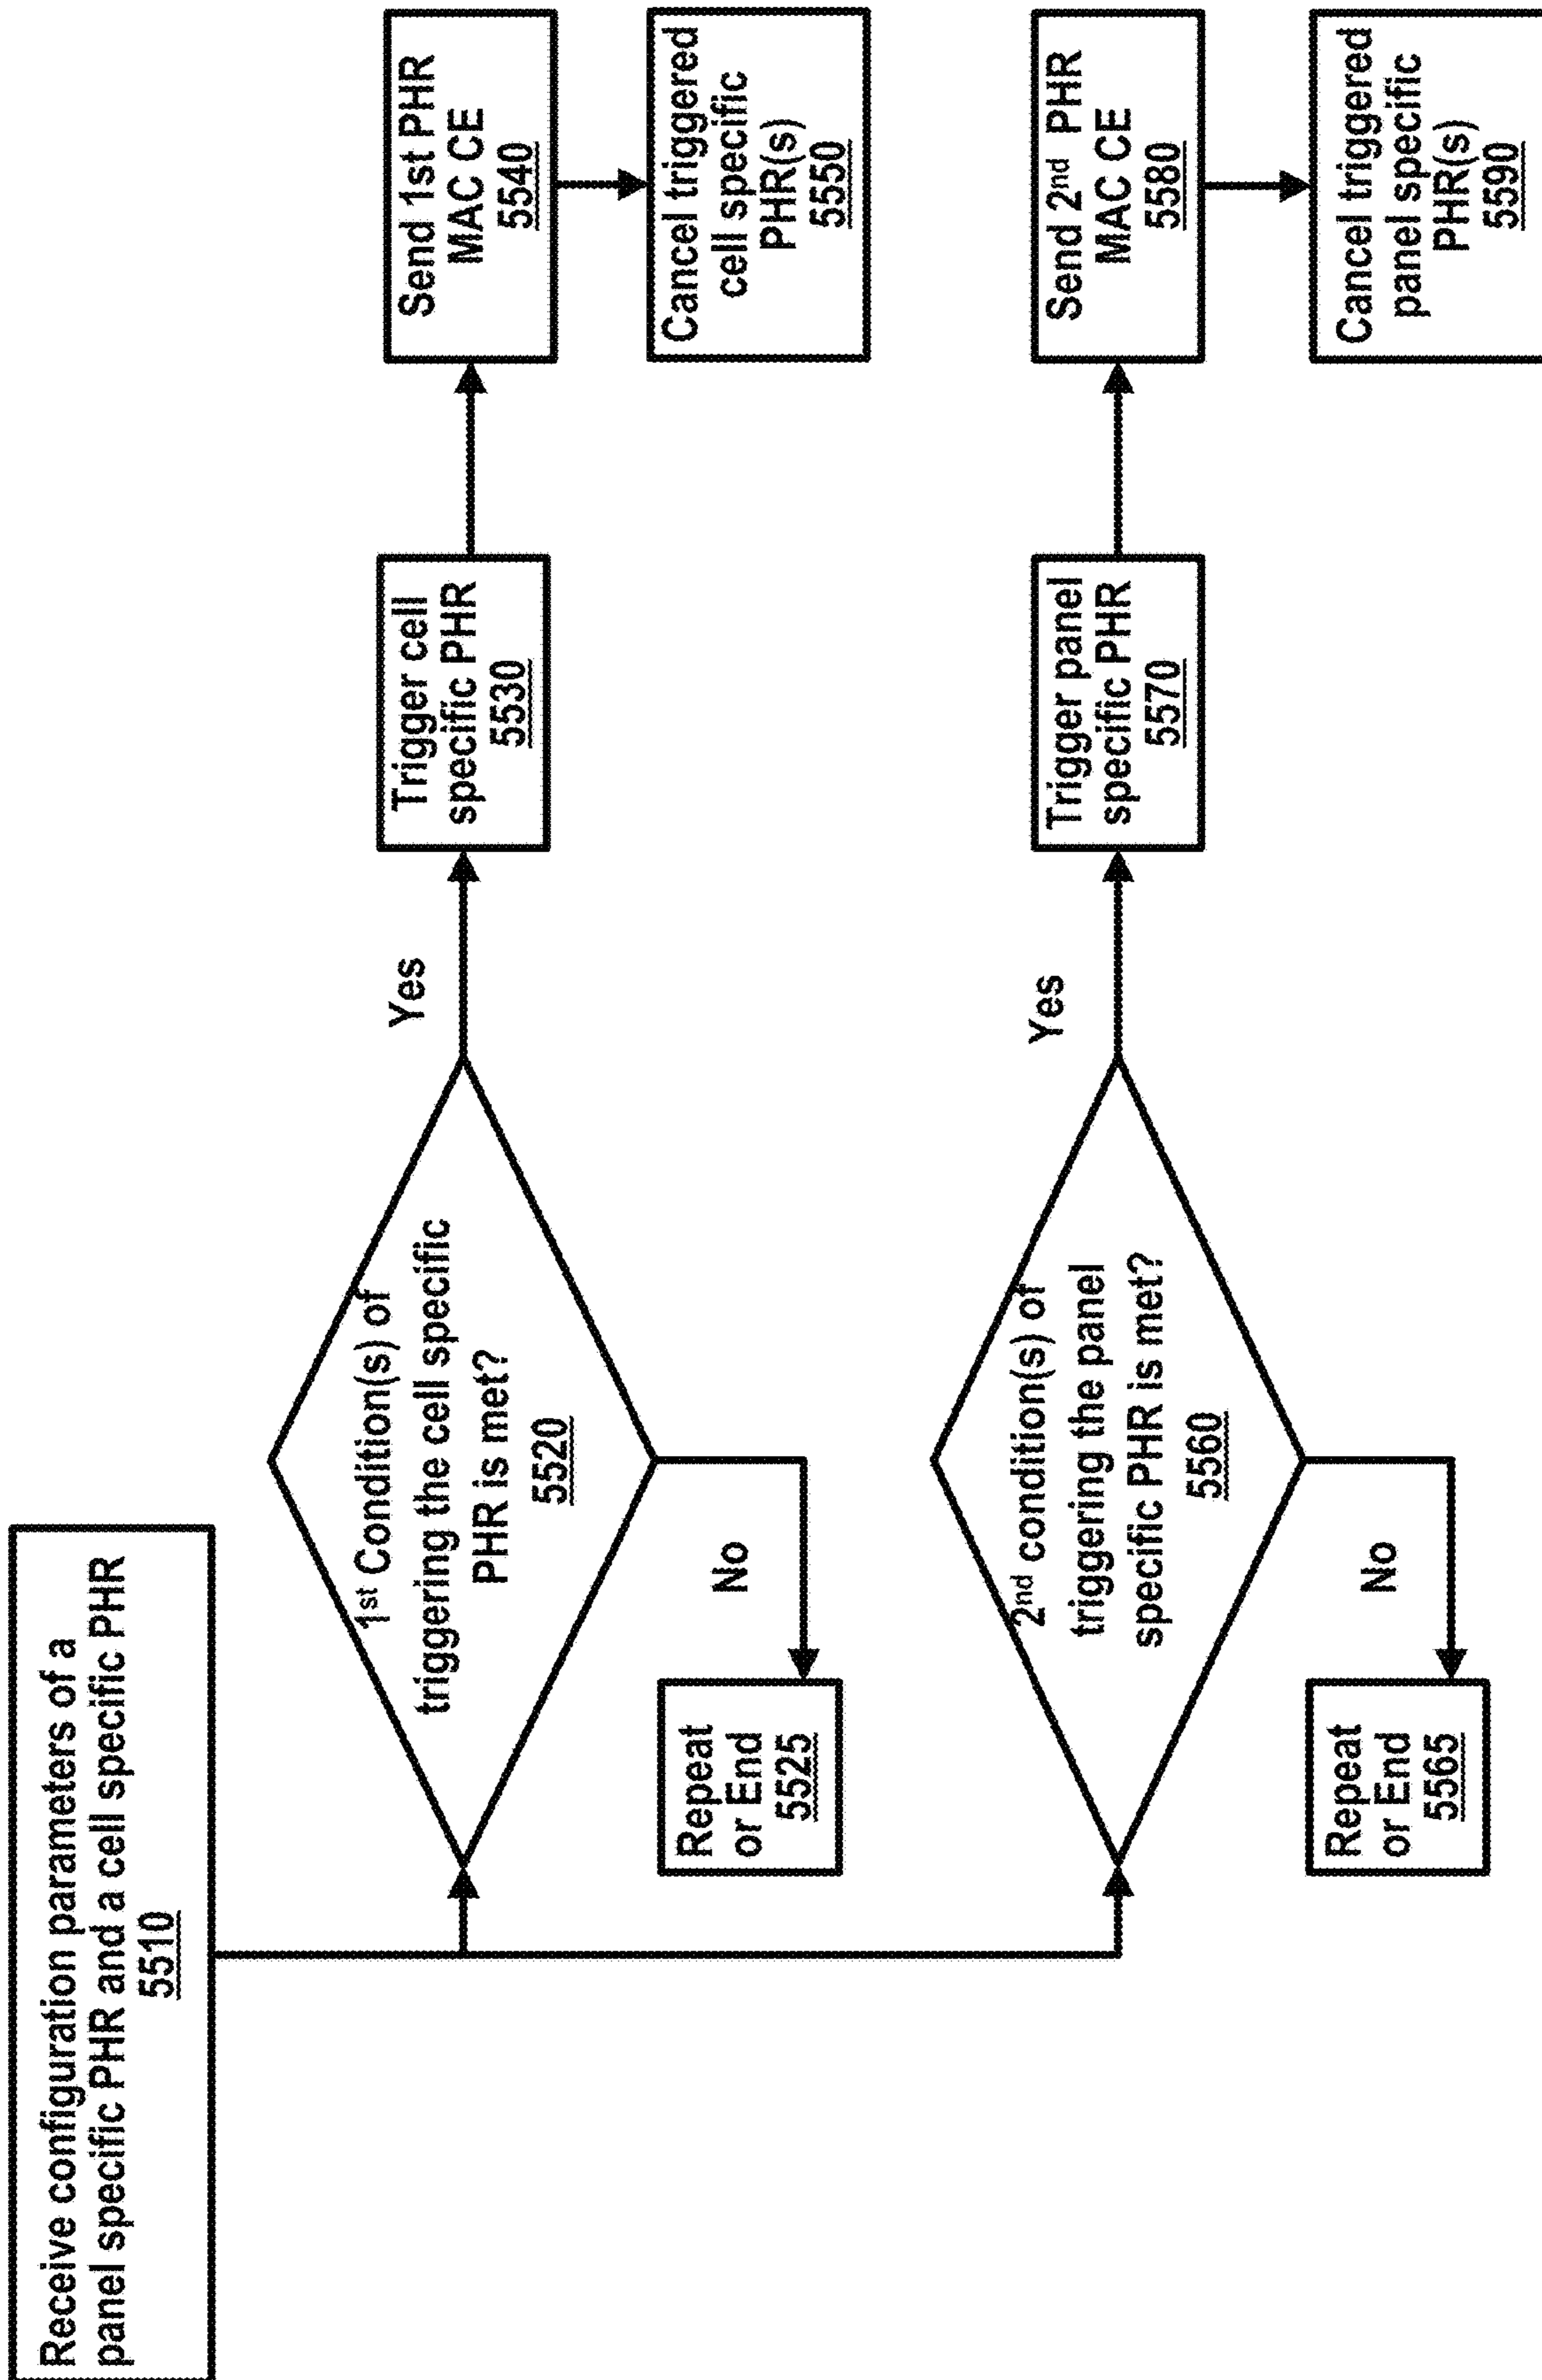 Receive configuration parameters of a
panel specific PHR and a cell specific PHR
5510
1st Condition(s) of
triggering the cell specific
PHR is met?
5520
Yes
Trigger cell
specific PHR
5530
Send 1st PHR
MAC CE
5540
Cancel triggered
cell specific
PHR(s)
5550
No
Repeat
or End
5525
2nd condition(s) of
triggering the panel
specific PHR is met?
5560
Yes
Trigger panel
specific PHR
5570
Send 2nd PHR
MAC CE
5580
Cancel triggered
panel specific
PHR(s)
5590
No
Repeat
or End
5565